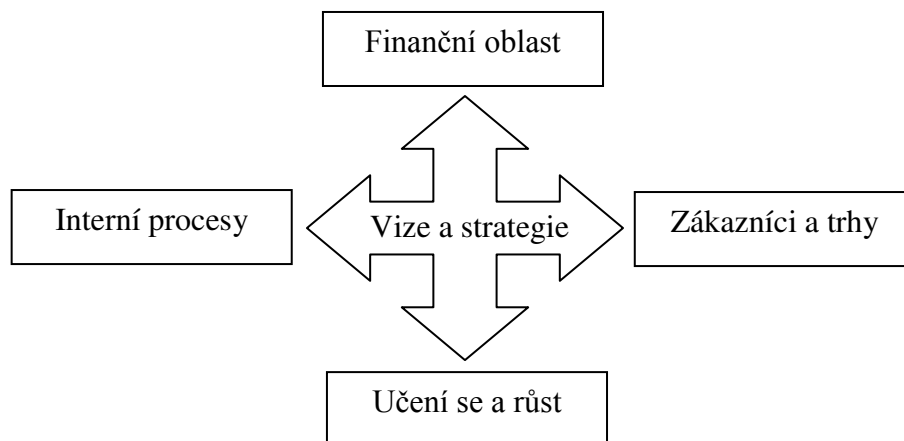 Finanční oblast
Interní procesy
Vize a strategie
Zákazníci a trhy
Učení se a růst